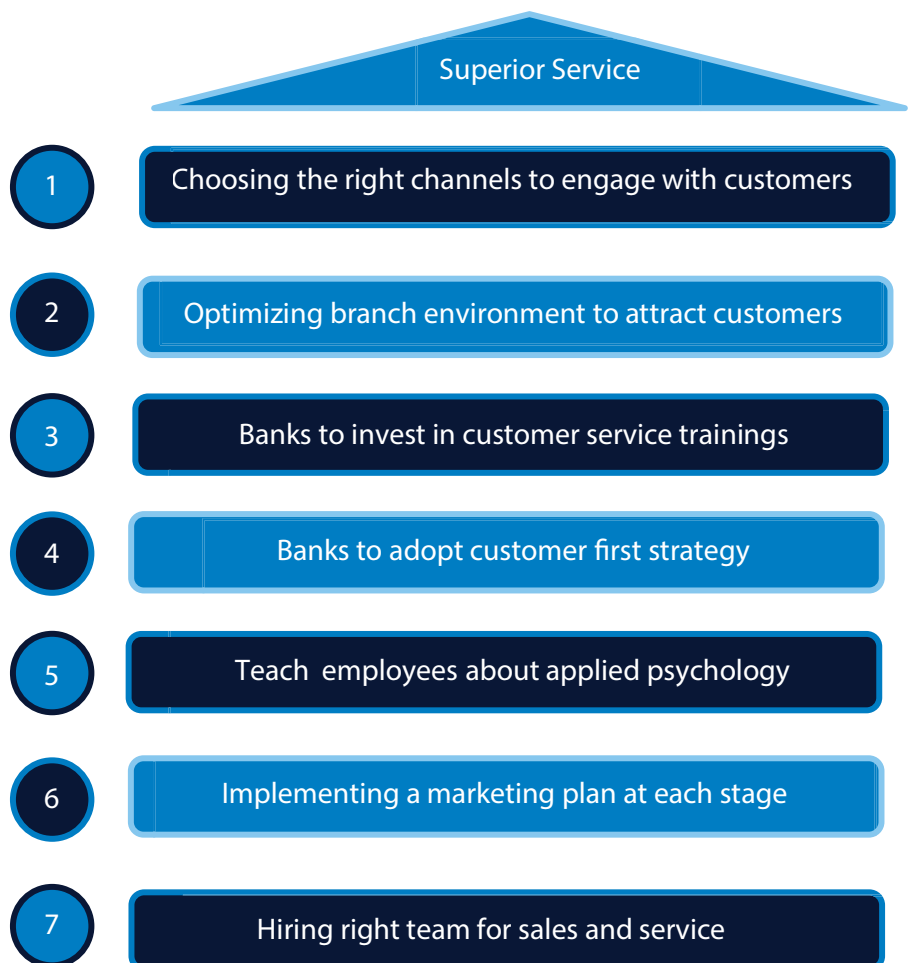 Superior Service
1 Choosing the right channels to engage with customers
2 Optimizing branch environment to attract customers
3 Banks to invest in customer service trainings
4 Banks to adopt customer first strategy
5 Teach employees about applied psychology
6 Implementing a marketing plan at each stage
7 Hiring right team for sales and service